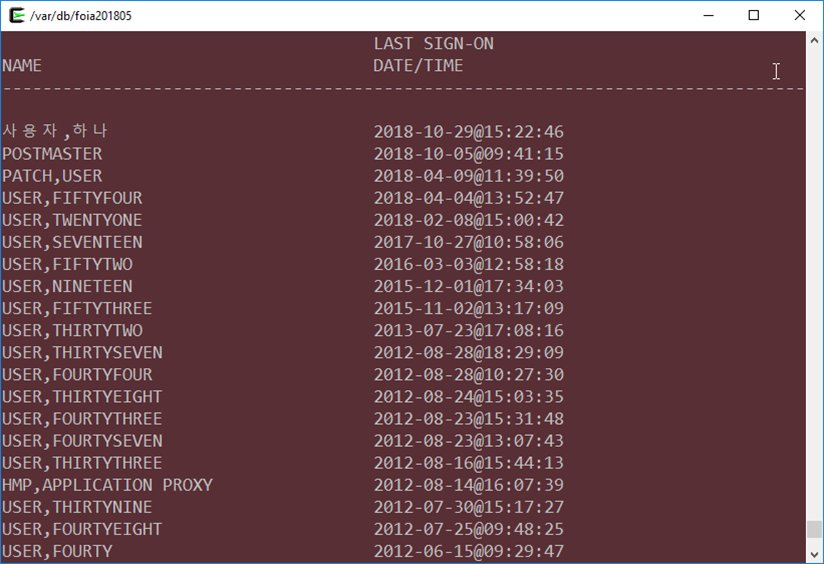 /var/db/foia201805
LAST SIGN-ON
NAME DATE/TIME
--------------------------------------------------------------------------------
사용자,하나 2018-10-29@15:22:46
POSTMASTER 2018-10-05@09:41:15
PATCH,USER 2018-04-09@11:39:50
USER,FIFTYFOUR 2018-04-04@13:52:47
USER,TWENTYONE 2018-02-08@15:00:42
USER,SEVENTEEN 2017-10-27@10:58:06
USER,FIFTYTWO 2016-03-03@12:58:18
USER,NINETEEN 2015-12-01@17:34:03
USER,FIFTYTHREE 2015-11-02@13:17:09
USER,THIRTYTWO 2013-07-23@17:08:16
USER,THIRTYSEVEN 2012-08-28@18:29:09
USER,FOURTYFOUR 2012-08-28@10:27:30
USER,THIRTYEIGHT 2012-08-24@15:03:35
USER,FOURTYTHREE 2012-08-23@15:31:48
USER,FOURTYSEVEN 2012-08-23@13:07:43
USER,THIRTYTHREE 2012-08-16@15:44:13
HMP,APPLICATION PROXY 2012-08-14@16:07:39
USER,THIRTYNINE 2012-07-30@15:17:27
USER,FOURTYEIGHT 2012-07-25@09:48:25
USER,FOURTY 2012-06-15@09:29:47